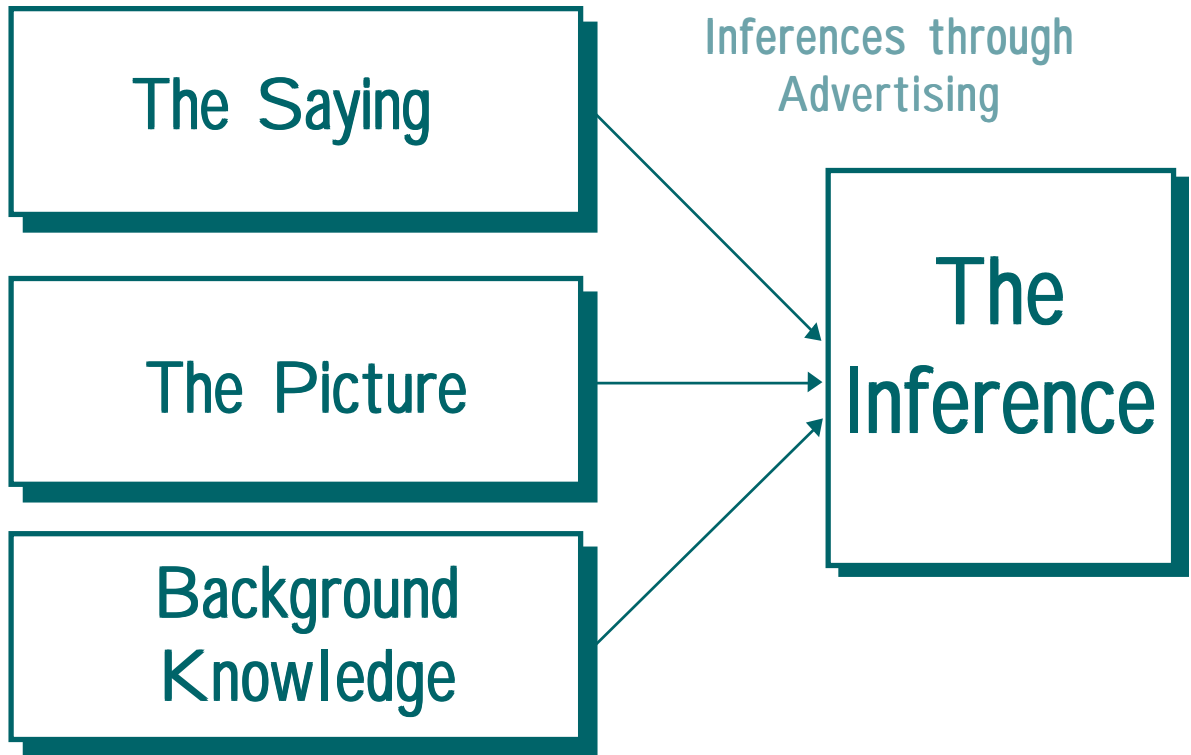 Inferences through
Advertising
The Saying
The Picture
Background
Knowledge
The
Inference